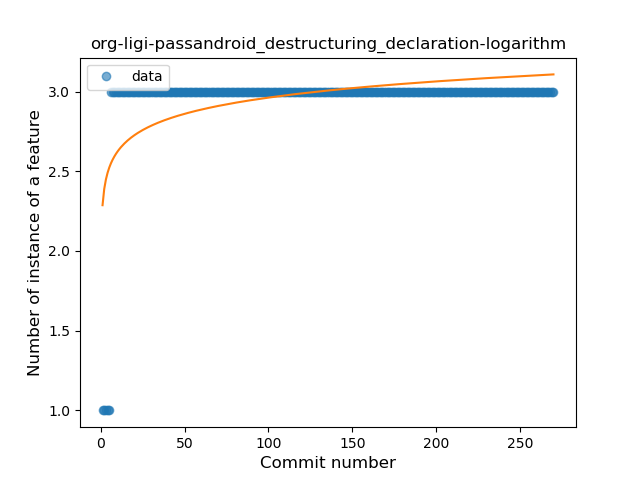 org-ligi-passandroid_destructuring_declaration-logarithm
data
Number of instance of a feature
3.0
2.5
2.0
1.5
1.0
0
50
100
150
200
250
Commit number